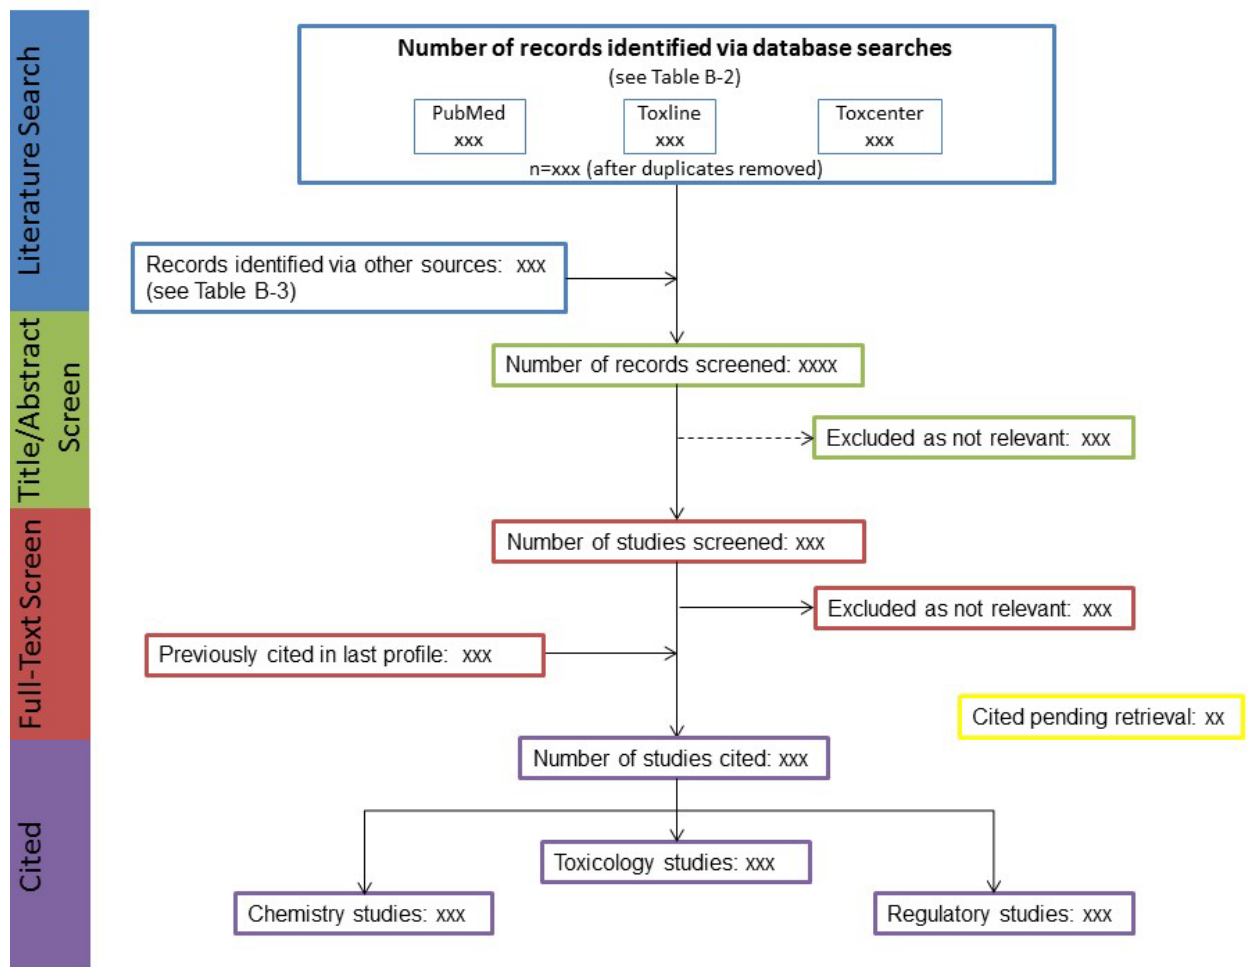 Literature Search
Number of records identified via database searches
(see Table B-2)
PubMed
xxx
Toxline
xxx
Toxcenter
xxx
n=xxx (after duplicates removed)
Records identified via other sources: xxx
(see Table B-3)
Title/Abstract
Screen
Number of records screened: xxxx
Excluded as not relevant: xxx
Full-Text Screen
Number of studies screened: xxx
Excluded as not relevant: xxx
Previously cited in last profile: xxx
Cited pending retrieval: xx
Cited
Number of studies cited: xxx
Toxicology studies: xxx
Chemistry studies: xxx
Regulatory studies: xxx